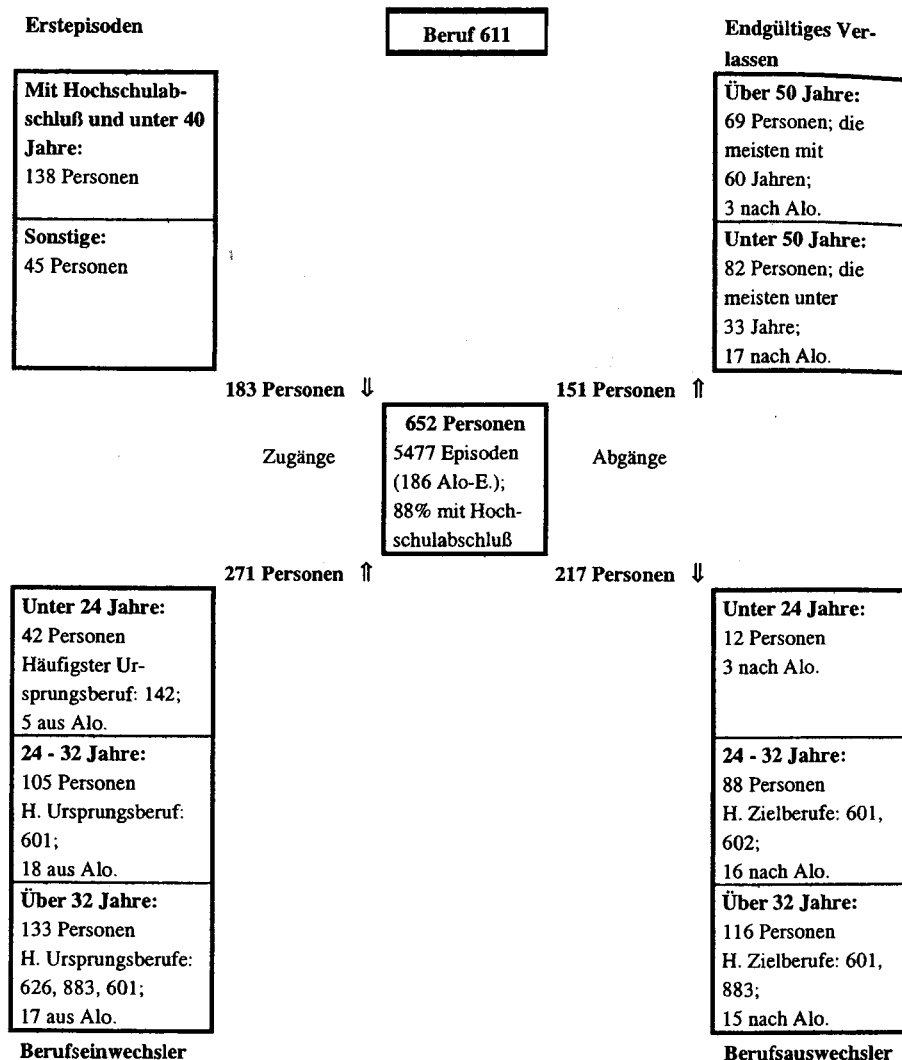 Erstepisoden
Beruf 611
Endgültiges Ver-
lassen
Mit Hochschulab-
schluß und unter 40
Jahre:
138 Personen
Sonstige:
45 Personen
Über 50 Jahre:
69 Personen; die
meisten mit
60 Jahren;
3 nach Alo.
Unter 50 Jahre:
82 Personen; die
meisten unter
33 Jahre;
17 nach Alo.
183 Personen ⇓
151 Personen ⇑
Zugänge
652 Personen
5477 Episoden
(186 Alo-E.);
88% mit Hoch-
schulabschluß
Abgänge
271 Personen ⇑
217 Personen ⇓
Unter 24 Jahre:
42 Personen
Häufigster Ur-
sprungsberuf: 142;
5 aus Alo.
24 - 32 Jahre:
105 Personen
H. Ursprungsberuf:
601;
18 aus Alo.
Über 32 Jahre:
133 Personen
H. Ursprungsberufe:
626, 883, 601;
17 aus Alo.
Berufseinwechsler
Unter 24 Jahre:
12 Personen
3 nach Alo.
24 - 32 Jahre:
88 Personen
H. Zielberufe: 601,
602;
16 nach Alo.
Über 32 Jahre:
116 Personen
H. Zielberufe: 601,
883;
15 nach Alo.
Berufsauswechsler